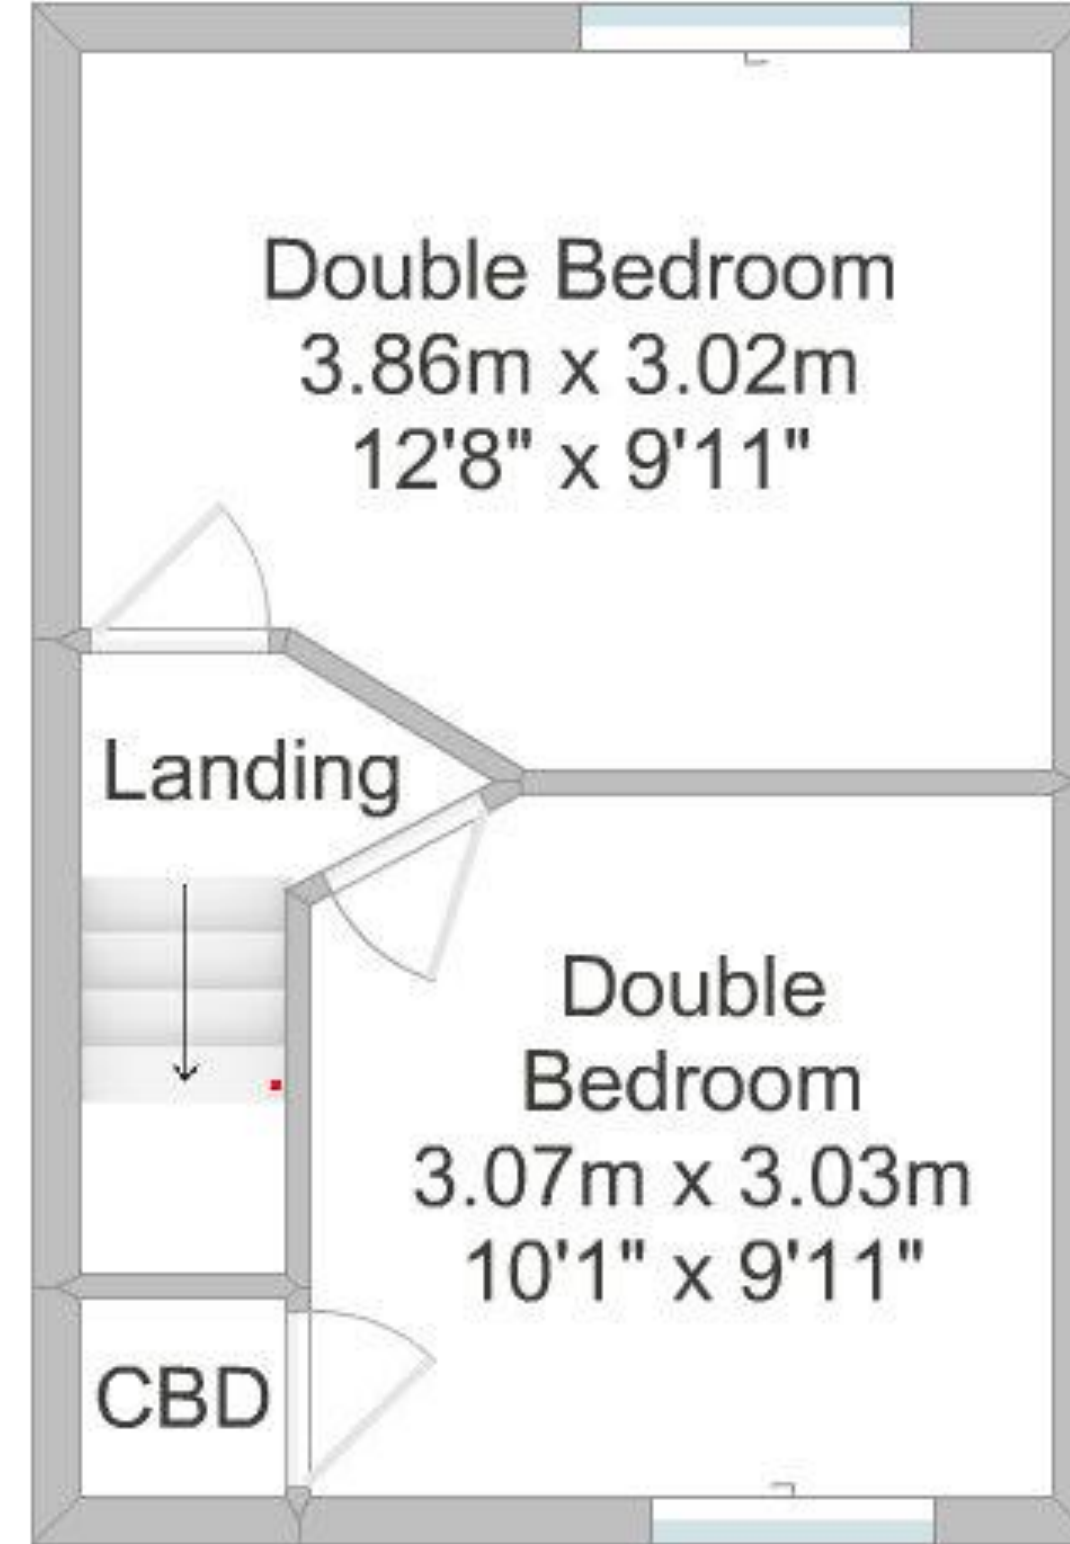 Double Bedroom
3.86m x 3.02m
12'8" x 9'11"
Landing
Double
Bedroom
3.07m x 3.03m
10'1" x 9'11"
CBD